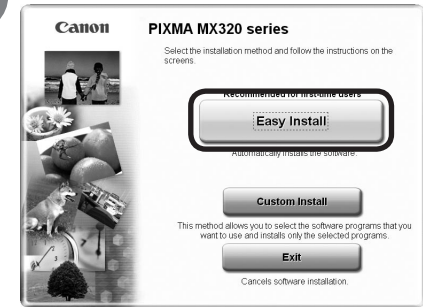 Canon
PIXMA MX320 series
Select the installation method and follow the instructions on the
screens.
Recommended for first-time users
Easy Install
Automatically installs the software.
Custom Install
This method allows you to select the software programs that you
want to use and installs only the selected programs.
Exit
Cancels software installation.